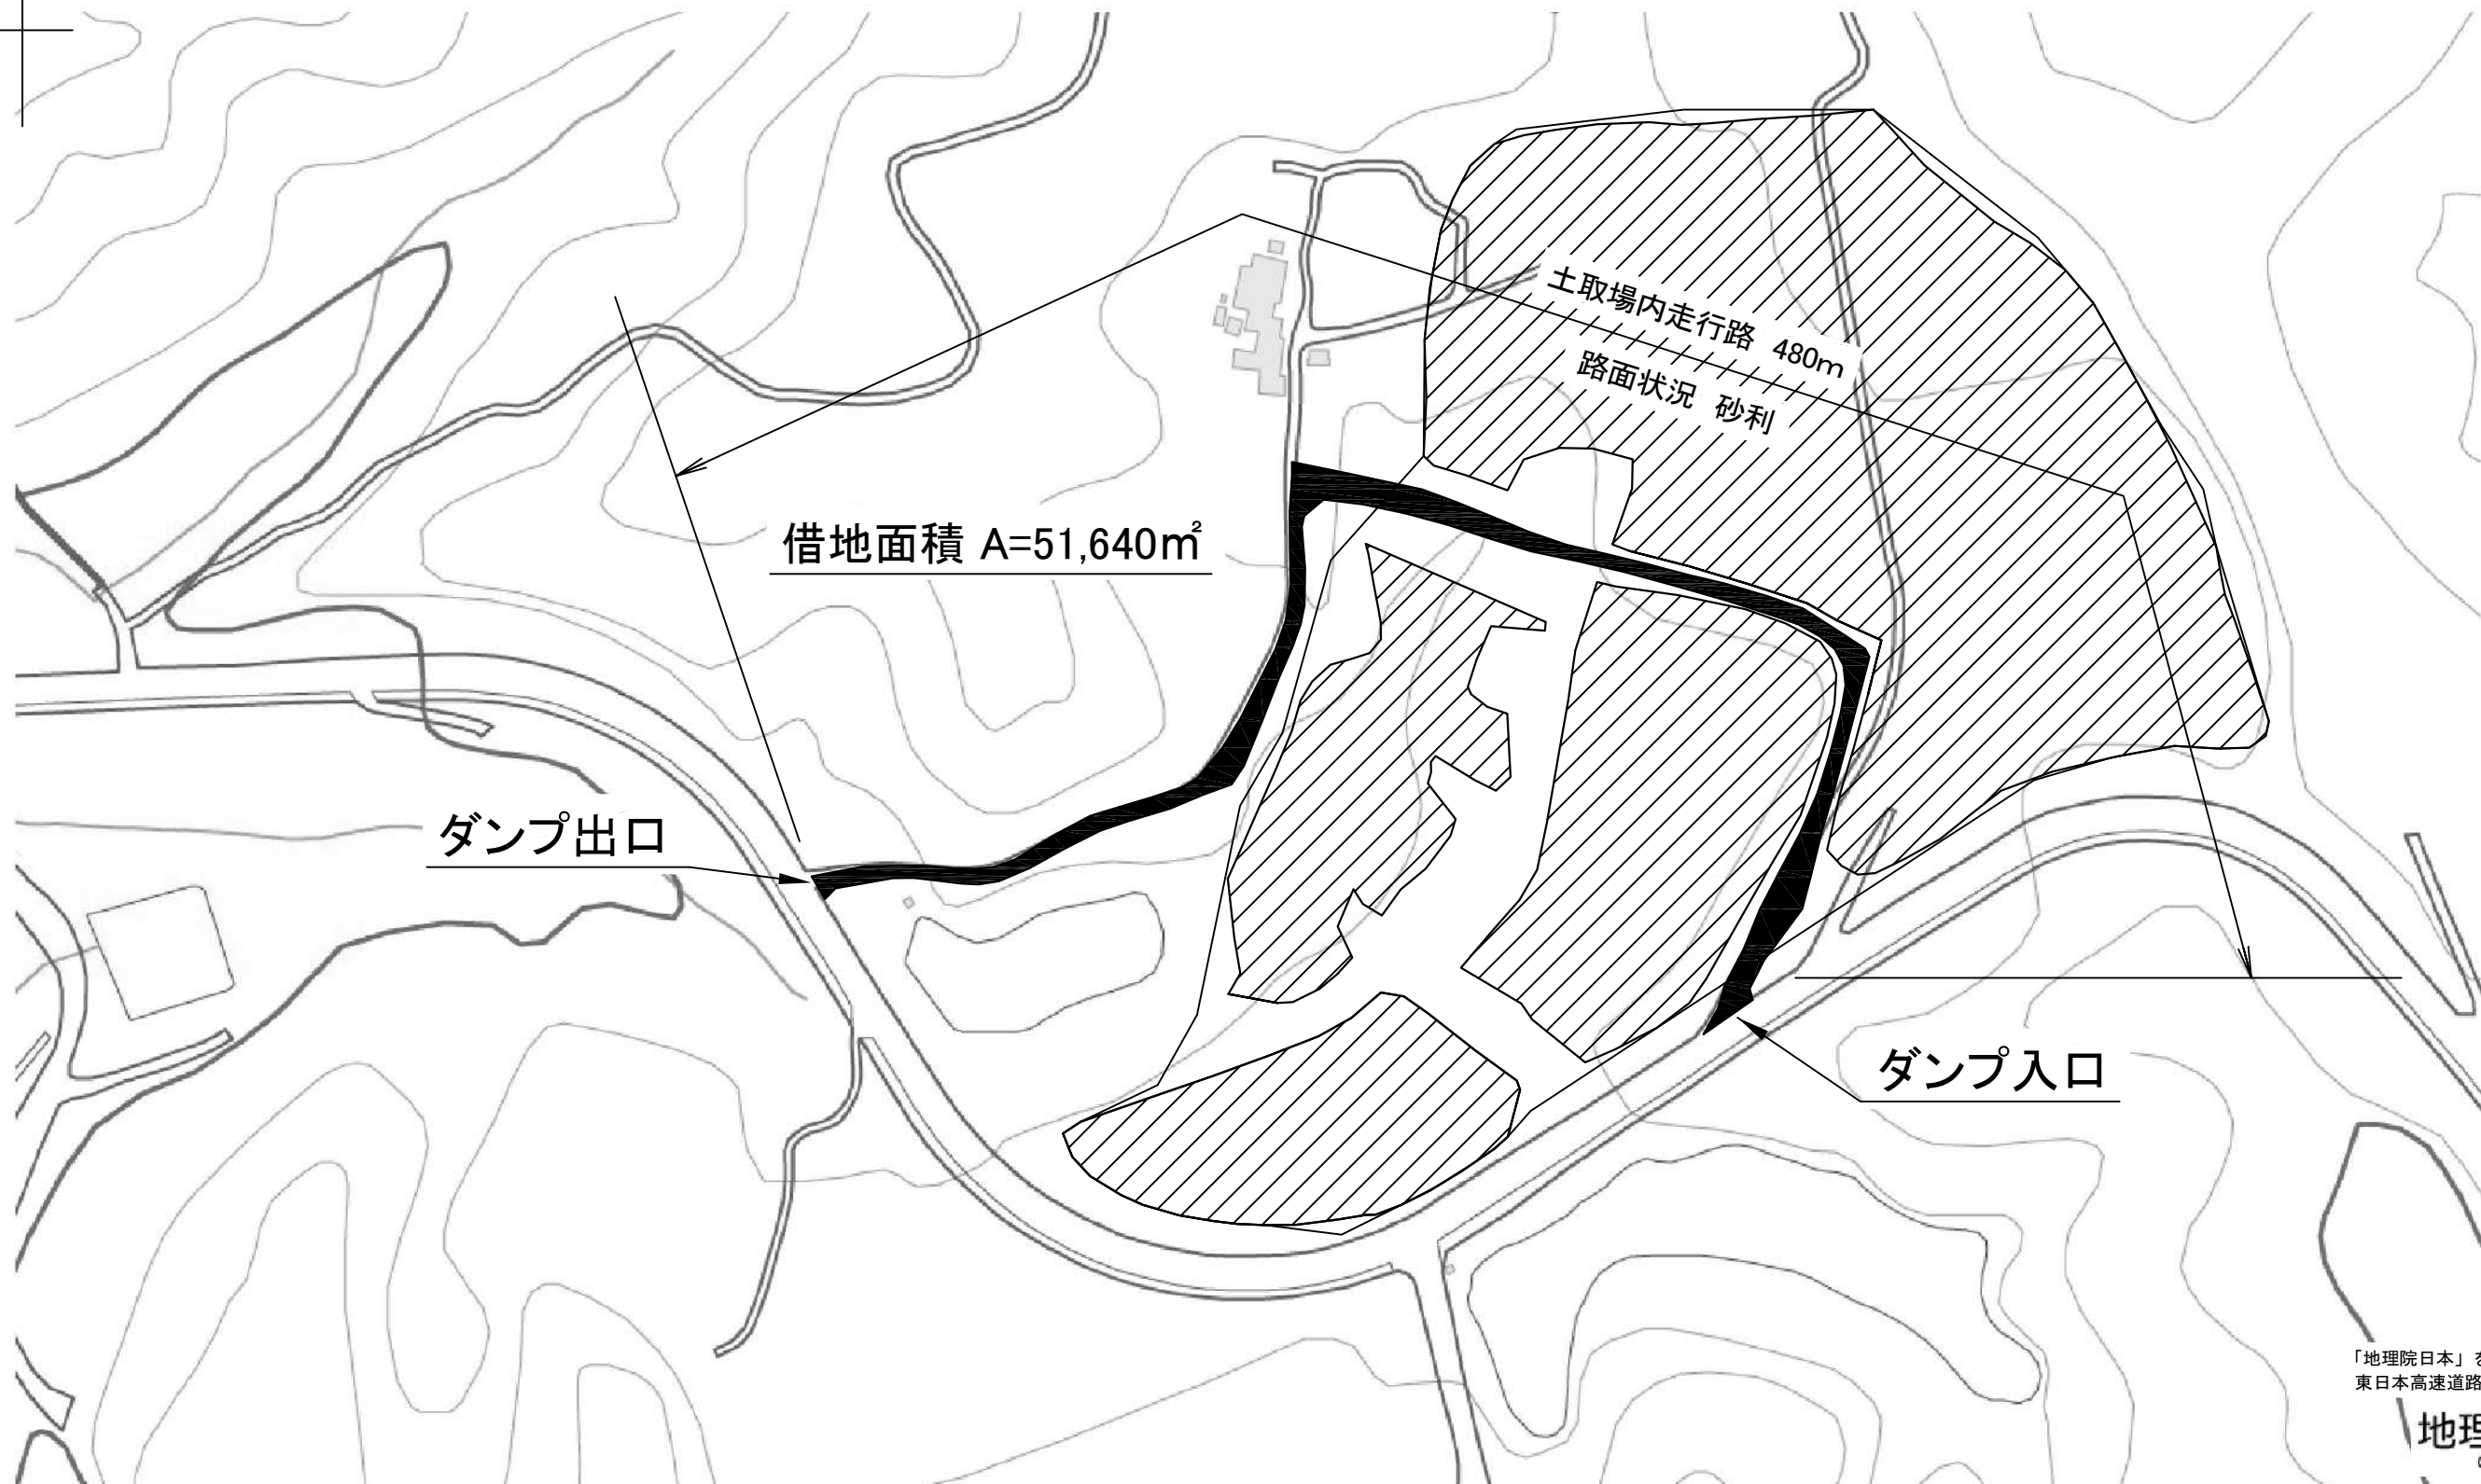 土取場内走行路 480m
路面状況 砂利
借地面積 A=51,640㎡
ダンプ出口
ダンプ入口
「地理院日本」
東日本高速道路
地理